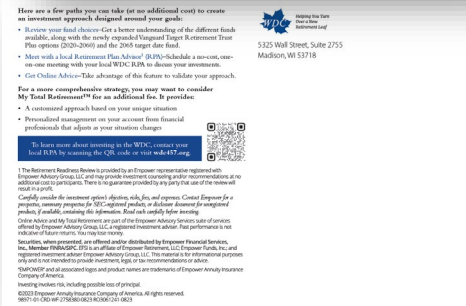 Here are a few paths you can take (at no additional cost) to create
an investment approach designed around your goals:
• Review your fund choices–Get a better understanding of the different funds
available, along with the newly expanded Vanguard Target Retirement Trust
Plus options (2020-2060) and the 2065 target date fund.
• Meet with a local Retirement Plan Advisor¹ (RPA)–Schedule a no-cost, one-
on-one meeting with your local WDC RPA to discuss your investments.
• Get Online Advice–Take advantage of this feature to validate your approach.
For a more comprehensive strategy, you may want to consider
My Total Retirement™ for an additional fee. It provides:
• A customized approach based on your unique situation
• Personalized management on your account from financial
professionals that adjusts as your situation changes
To learn more about investing in the WDC, contact your
local RPA by scanning the QR code or visit wdc457.org.
1 The Retirement Readiness Review is provided by an Empower representative registered with
Empower Advisory Group, LLC and may provide investment counseling and/or recommendations at no
additional cost to participants. There is no guarantee provided by any party that use of the review will
result in a profit.
Carefully consider the investment option's objectives, risks, fees, and expenses. Contact Empower for a
prospectus, summary prospectus for SEC-registered products, or disclosure document for unregistered
products, if available, containing this information. Read each carefully before investing.
Online Advice and My Total Retirement are part of the Empower Advisory Services suite of services
offered by Empower Advisory Group, LLC, a registered investment adviser. Past performance is not
indicative of future returns. You may lose money.
Securities, when presented, are offered and/or distributed by Empower Financial Services,
Inc., Member FINRA/SIPC. EFSI is an affiliate of Empower Retirement, LLC; Empower Funds, Inc.; and
registered investment adviser Empower Advisory Group, LLC. This material is for informational purposes
only and is not intended to provide investment, legal, or tax recommendations or advice.
"EMPOWER" and all associated logos and product names are trademarks of Empower Annuity Insurance
Company of America.
Investing involves risk, including possible loss of principal.
©2023 Empower Annuity Insurance Company of America. All rights reserved.
98971-01-CRD-WF-2758380-0823 RO3061241-0823
WDC
Helping You Turn
Over a New
Retirement Leaf
5325 Wall Street, Suite 2755
Madison, WI 53718